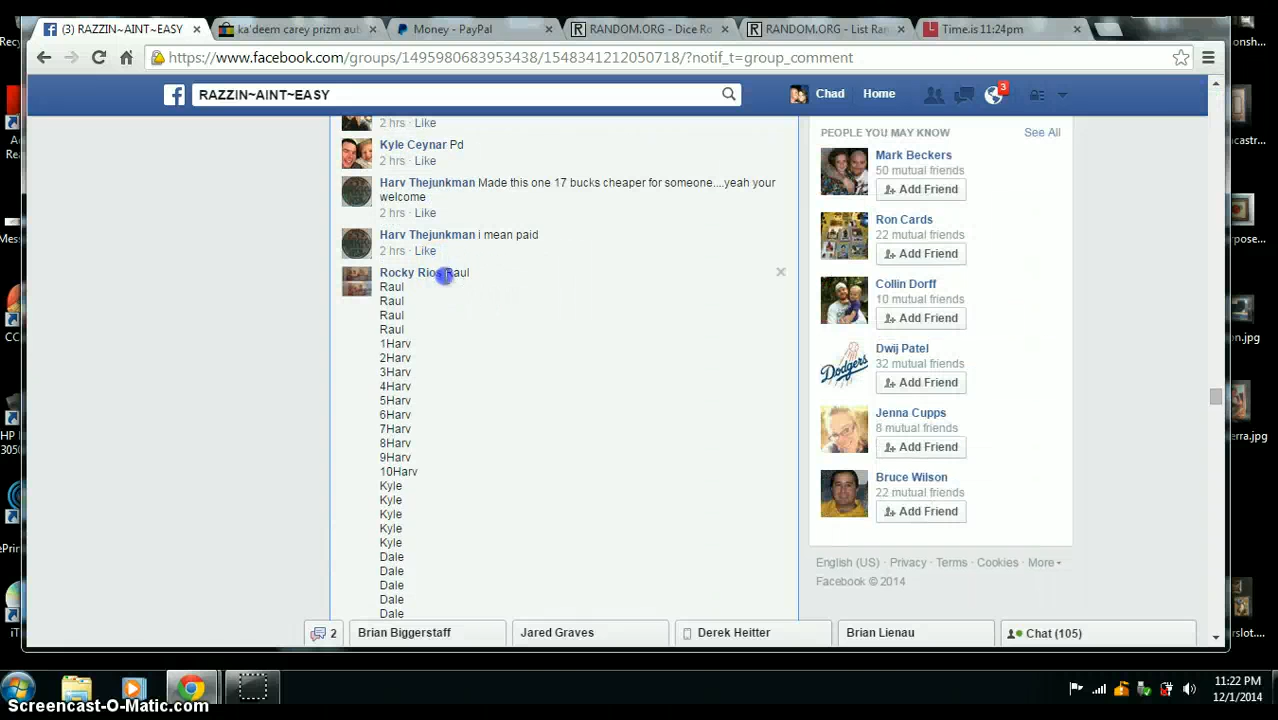 (3) RAZZIN~AINT~EASY
ka'deem carey prizm aut
Money - PayPal
RANDOM.ORG - Dice Ro
RANDOM.ORG - List Ran
Time.is 11:24pm
https://www.facebook.com/groups/1495980683953438/1548341212050718/?notif_t=group_comment
RAZZIN~AINT~EASY
Chad
Home
3
2 hrs · Like
Kyle Ceynar Pd
2 hrs · Like
Harv Thejunkman Made this one 17 bucks cheaper for someone....yeah your
welcome
2 hrs · Like
Harv Thejunkman i mean paid
2 hrs · Like
Rocky Rios Raul
Raul
Raul
Raul
Raul
1Harv
2Harv
3Harv
4Harv
5Harv
6Harv
7Harv
8Harv
9Harv
10Harv
Kyle
Kyle
Kyle
Kyle
Kyle
Dale
Dale
Dale
Dale
Dale
PEOPLE YOU MAY KNOW
See All
Mark Beckers
50 mutual friends
Add Friend
Ron Cards
22 mutual friends
Add Friend
Collin Dorff
10 mutual friends
Add Friend
Dwij Patel
32 mutual friends
Add Friend
Dodgers
Jenna Cupps
8 mutual friends
Add Friend
Bruce Wilson
22 mutual friends
Add Friend
English (US) · Privacy · Terms · Cookies · More
Facebook © 2014
2
Brian Biggerstaff
Jared Graves
Derek Heitter
Brian Lienau
Chat (105)
11:22 PM
12/1/2014
Screencast-O-Matic.com